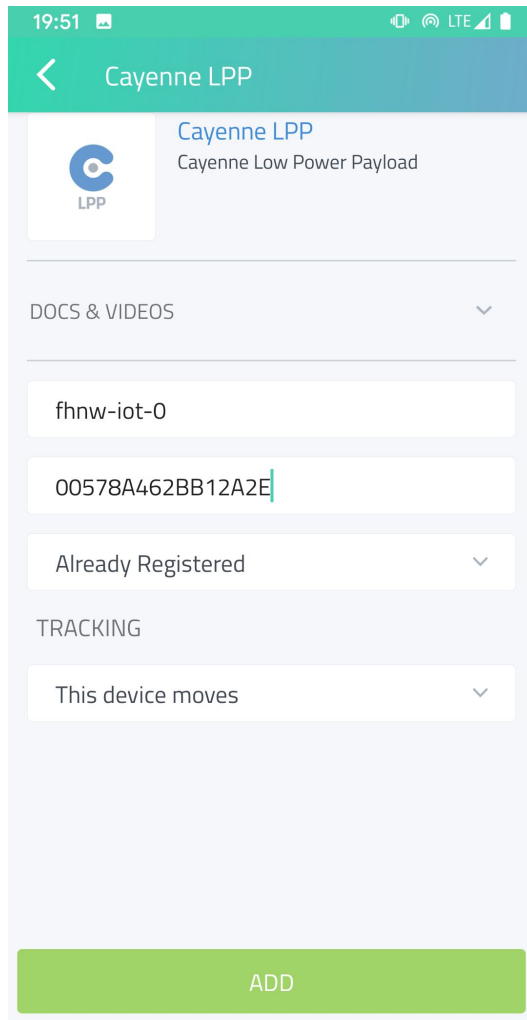 19:51 LTE
Cayenne LPP
Cayenne LPP
Cayenne Low Power Payload
LPP
DOCS & VIDEOS
fhnw-iot-0
00578A462BB12A2E
Already Registered
TRACKING
This device moves
ADD